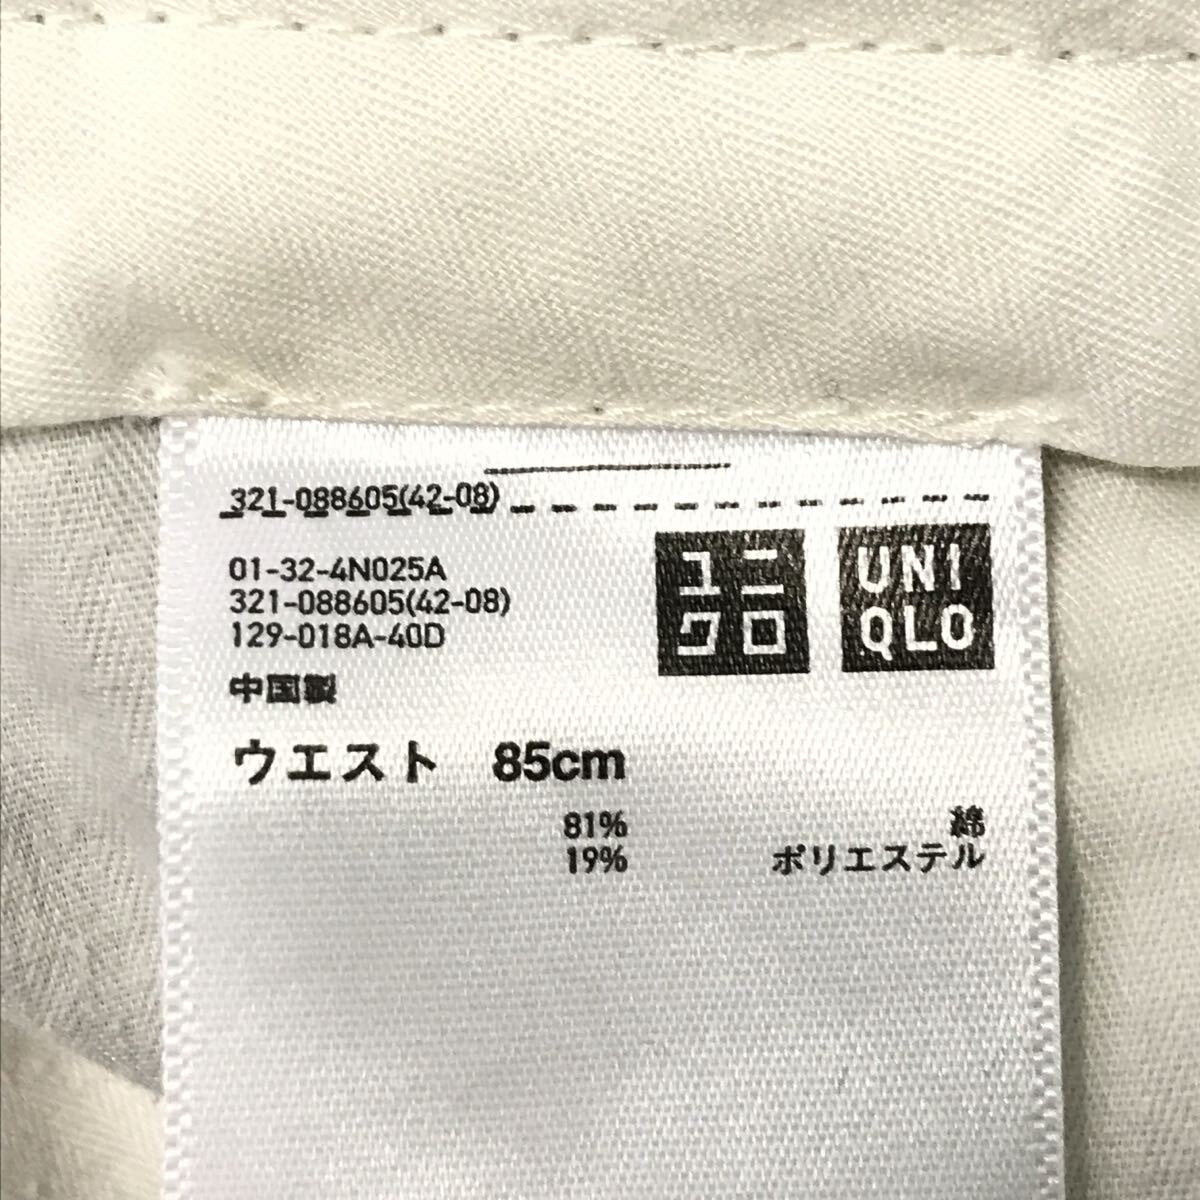 321-088605(42-08)
01-32-4N025A
321-088605(42-08)
129-018A-40D
中国製
ユニ
クロ
UNI
QLO
ウエスト 85cm
81% 綿
19% ポリエステル